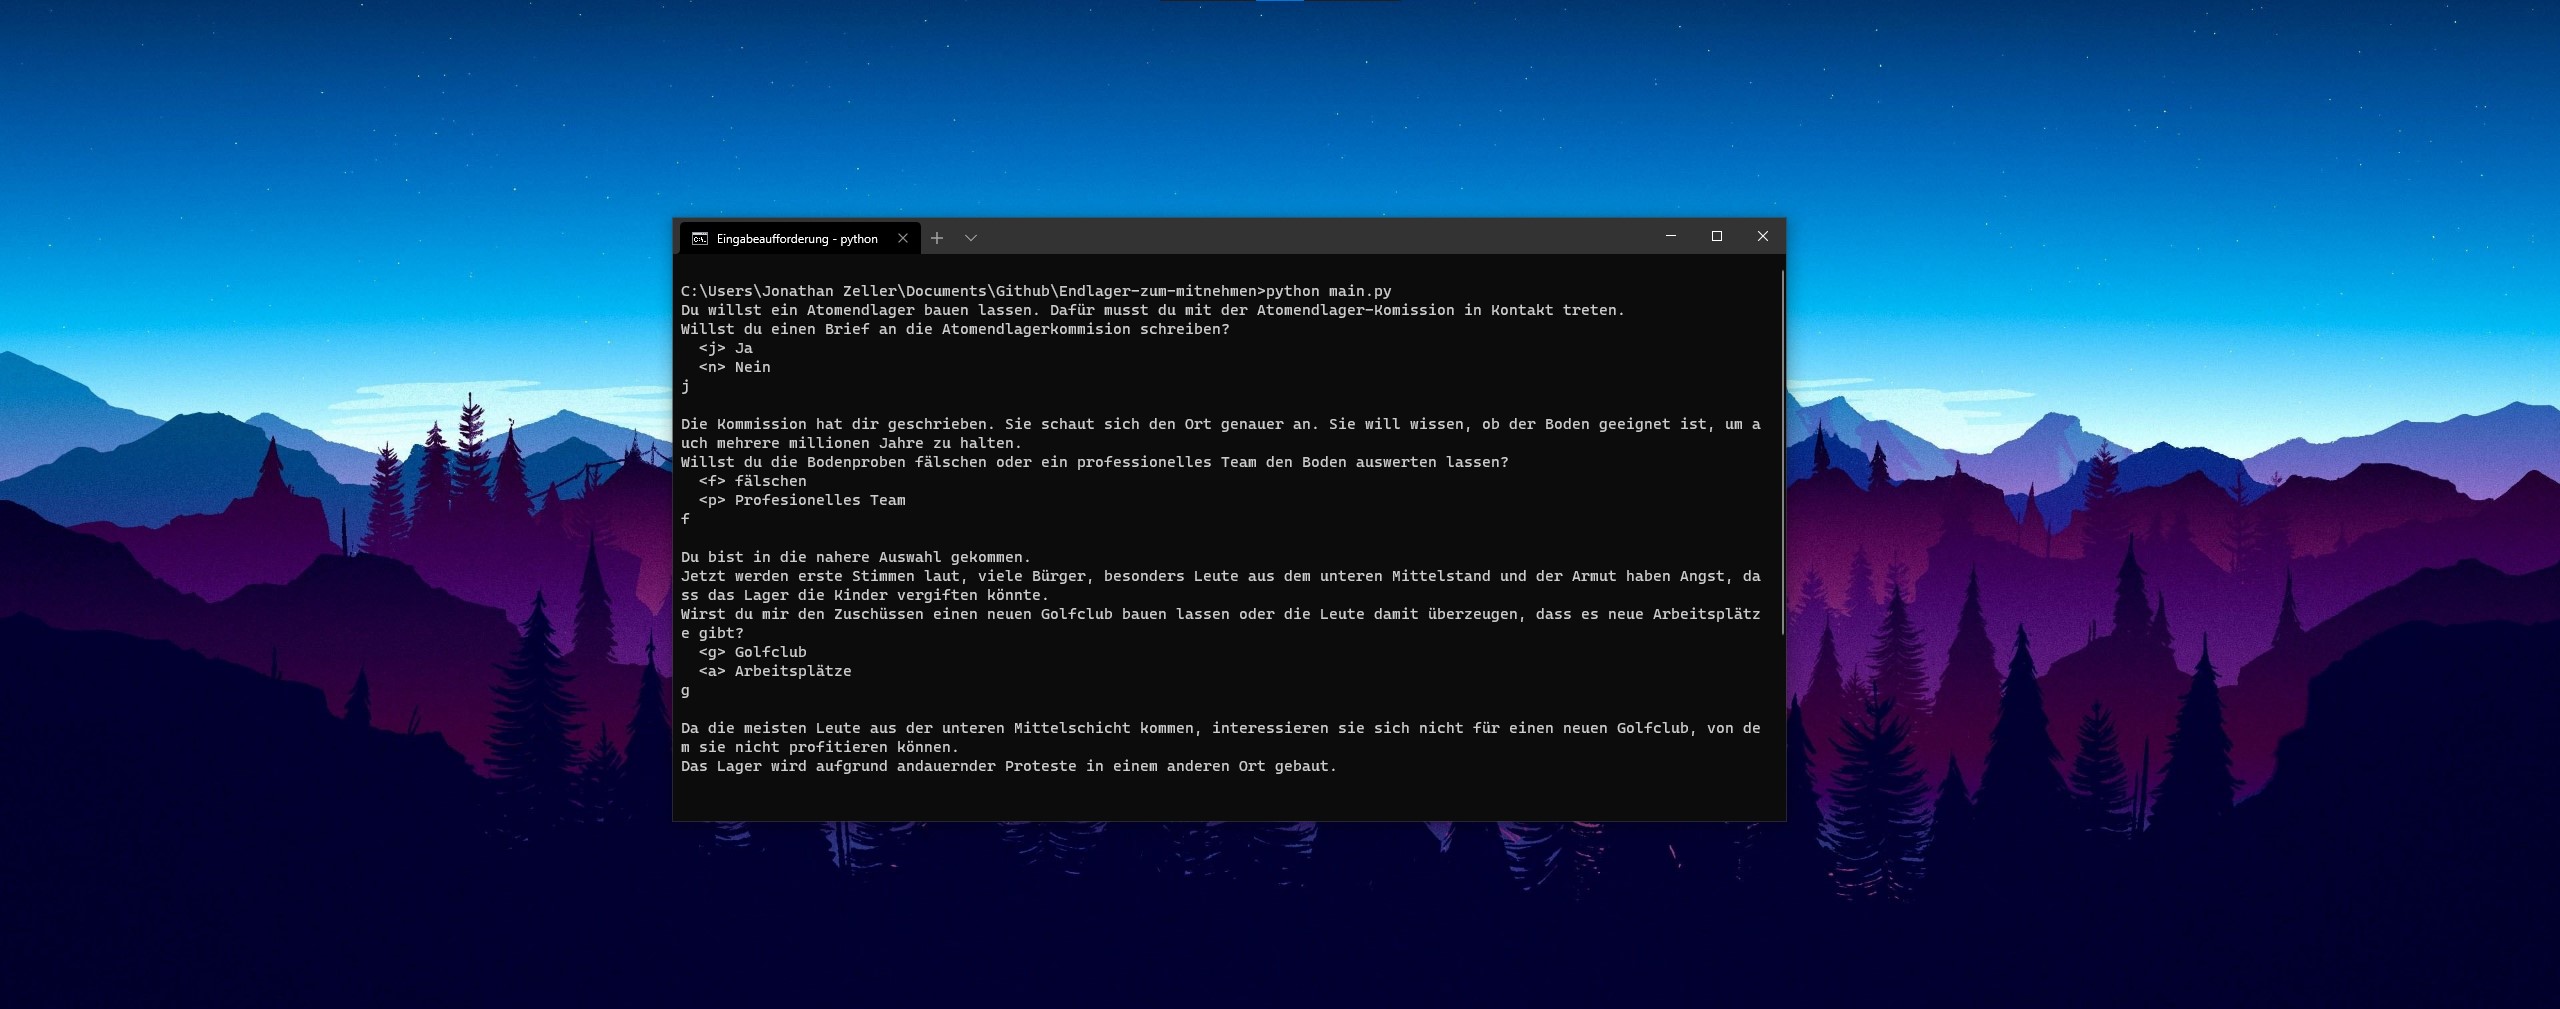 Eingabeaufforderung - python
C:\Users\Jonathan Zeller\Documents\Github\Endlager-zum-mitnehmen>python main.py
Du willst ein Atomendlager bauen lassen. Dafür musst du mit der Atomendlager-Komission in Kontakt treten.
Willst du einen Brief an die Atomendlagerkommision schreiben?
<j> Ja
<n> Nein
j
Die Kommission hat dir geschrieben. Sie schaut sich den Ort genauer an. Sie will wissen, ob der Boden geeignet ist, um a
uch mehrere millionen Jahre zu halten.
Willst du die Bodenproben fälschen oder ein professionelles Team den Boden auswerten lassen?
<f> fälschen
<p> Profesionelles Team
f
Du bist in die nahere Auswahl gekommen.
Jetzt werden erste Stimmen laut, viele Bürger, besonders Leute aus dem unteren Mittelstand und der Armut haben Angst, da
ss das Lager die Kinder vergiften könnte.
Wirst du mir den Zuschüssen einen neuen Golfclub bauen lassen oder die Leute damit überzeugen, dass es neue Arbeitsplätz
e gibt?
<g> Golfclub
<a> Arbeitsplätze
g
Da die meisten Leute aus der unteren Mittelschicht kommen, interessieren sie sich nicht für einen neuen Golfclub, von de
m sie nicht profitieren können.
Das Lager wird aufgrund andauernder Proteste in einem anderen Ort gebaut.